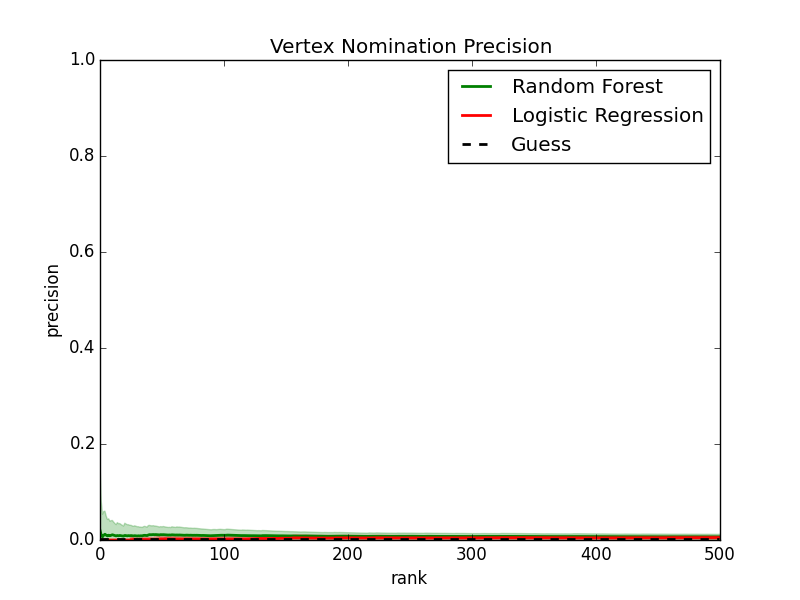 Vertex Nomination Precision
1.0
Random Forest
Logistic Regression
Guess
0.8
0.6
precision
0.4
0.2
0.0
0 100 200 300 400 500
rank